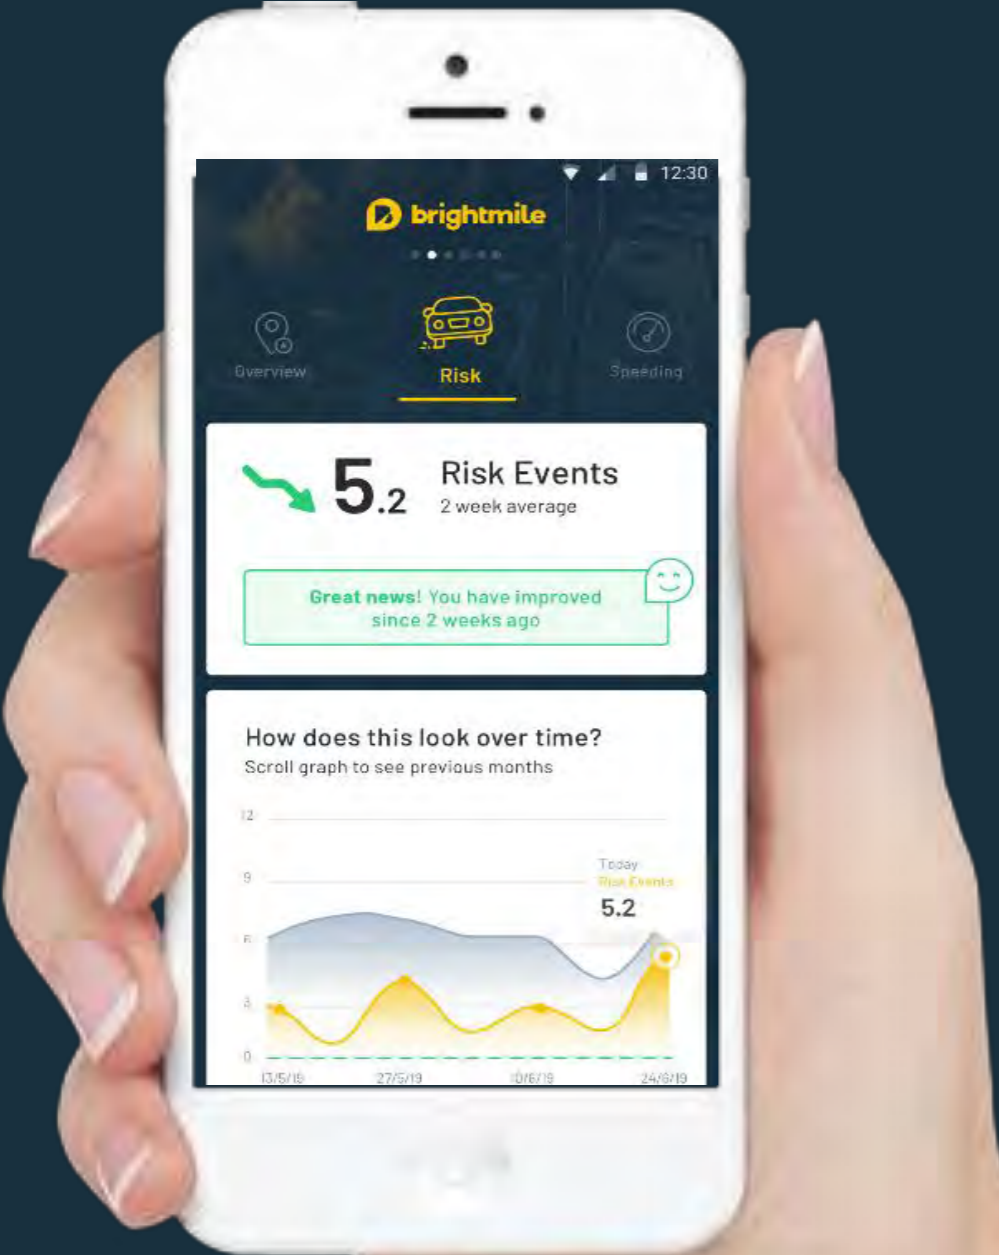 12:30
brightmile
Overview
Risk
Speeding
5.2
Risk Events
2 week average
Great news! You have improved
since 2 weeks ago
How does this look over time?
Scroll graph to see previous months
12
9
6
3
0
Today
Risk Events
5.2
13/5/19
27/5/19
10/6/19
24/6/19